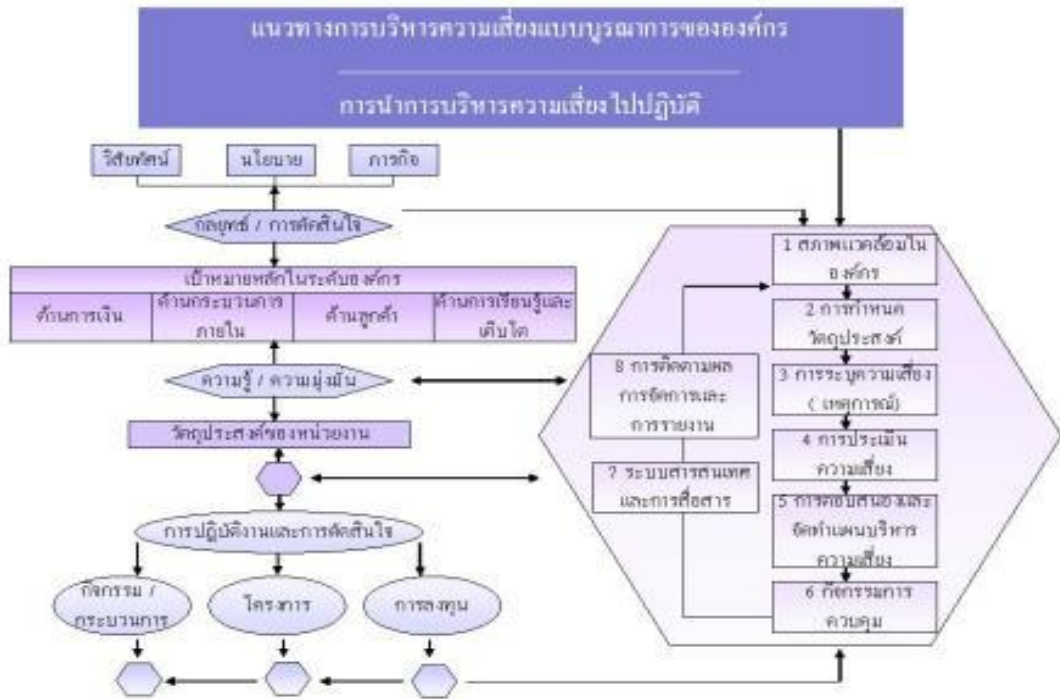 แนวทางการบริหารความเสี่ยงแบบบูรณาการขององค์กร
การนำการบริหารความเสี่ยงไปปฏิบัติ
วิสัยทัศน์
นโยบาย
ภารกิจ
กลยุทธ์ / การตัดสินใจ
เป้าหมายหลักในระดับองค์กร
ด้านการเงิน
ด้านกระบวนการ
ภายใน
ด้านลูกค้า
ด้านการเรียนรู้และ
เติบโต
ความรู้ / ความมุ่งมั่น
วัตถุประสงค์ของหน่วยงาน
การปฏิบัติงานและการตัดสินใจ
กิจกรรม /
กระบวนการ
โครงการ
การลงทุน
1 สภาพแวดล้อมใน
องค์กร
2 การกำหนด
วัตถุประสงค์
3 การระบุความเสี่ยง
( เหตุการณ์)
4 การประเมิน
ความเสี่ยง
5 การตอบสนองและ
จัดทำแผนบริหาร
ความเสี่ยง
6 กิจกรรมการ
ควบคุม
7 ระบบสารสนเทศ
และการสื่อสาร
8 การติดตามผล
การจัดการและ
การรายงาน